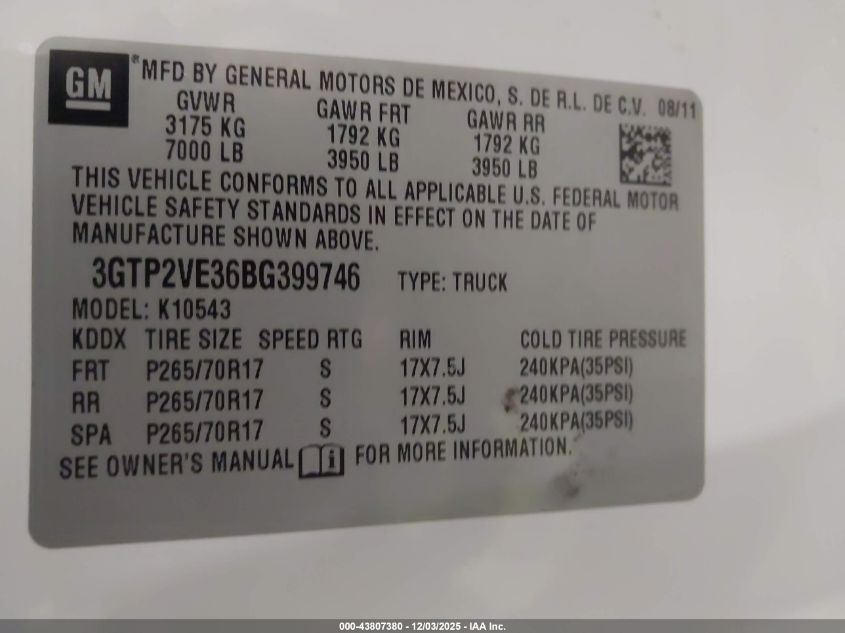 GM ® MFD BY GENERAL MOTORS DE MEXICO, S. DE R.L. DE C.V. 08/11
GVWR GAWR FRT GAWR RR
3175 KG 1792 KG 1792 KG
7000 LB 3950 LB 3950 LB
THIS VEHICLE CONFORMS TO ALL APPLICABLE U.S. FEDERAL MOTOR
VEHICLE SAFETY STANDARDS IN EFFECT ON THE DATE OF
MANUFACTURE SHOWN ABOVE.
3GTP2VE36BG399746 TYPE: TRUCK
MODEL: K10543
KDDX TIRE SIZE SPEED RTG RIM COLD TIRE PRESSURE
FRT P265/70R17 S 17X7.5J 240KPA(35PSI)
RR P265/70R17 S 17X7.5J 240KPA(35PSI)
SPA P265/70R17 S 17X7.5J 240KPA(35PSI)
SEE OWNER'S MANUAL i FOR MORE INFORMATION.
000-43807380 - 12/03/2025 - IAA Inc.